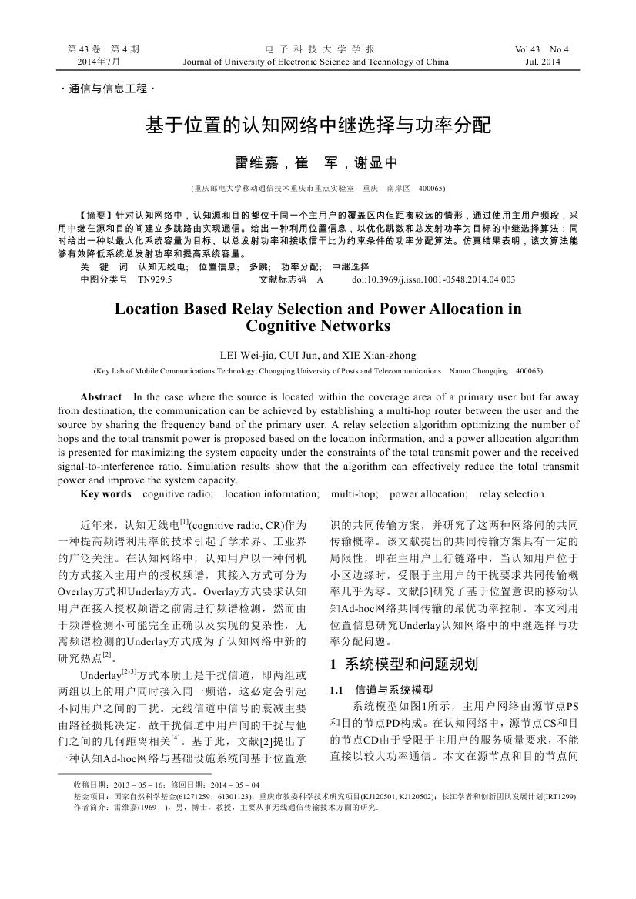 第 43 卷 第 4 期 电 子 科 技 大 学 学 报 Vol.43 No.4
2014年7月 Journal of University of Electronic Science and Technology of China Jul. 2014
·通信与信息工程·
基于位置的认知网络中继选择与功率分配
雷维嘉，崔 军，谢显中
(重庆邮电大学移动通信技术重庆市重点实验室 重庆 南岸区 400065)
【摘要】针对认知网络中，认知源和目的都位于同一个主用户的覆盖区内但距离较远的情形，通过使用主用户频段，采
用中继在源和目的间建立多跳路由实现通信。给出一种利用位置信息，以优化跳数和总发射功率为目标的中继选择算法；同
时给出一种以最大化系统容量为目标、以总发射功率和接收信干比为约束条件的功率分配算法。仿真结果表明，该文算法能
够有效降低系统总发射功率和提高系统容量。
关 键 词 认知无线电； 位置信息； 多跳； 功率分配； 中继选择
中图分类号 TN929.5 文献标志码 A doi:10.3969/j.issn.1001-0548.2014.04.003
Location Based Relay Selection and Power Allocation in
Cognitive Networks
LEI Wei-jia, CUI Jun, and XIE Xian-zhong
(Key Lab of Mobile Communications Technology, Chongqing University of Posts and Telecommunications Nanan Chongqing 400065)
Abstract In the case where the source is located within the coverage area of a primary user but far away
from destination, the communication can be achieved by establishing a multi-hop router between the user and the
source by sharing the frequency band of the primary user. A relay selection algorithm optimizing the number of
hops and the total transmit power is proposed based on the location information, and a power allocation algorithm
is presented for maximizing the system capacity under the constraints of the total transmit power and the received
signal-to-interference ratio. Simulation results show that the algorithm can effectively reduce the total transmit
power and improve the system capacity.
Key words cognitive radio; location information; multi-hop; power allocation; relay selection
近年来，认知无线电[1](cognitive radio, CR)作为
一种提高频谱利用率的技术引起了学术界、工业界
的广泛关注。在认知网络中，认知用户以一种伺机
的方式接入主用户的授权频谱，其接入方式可分为
Overlay方式和Underlay方式。Overlay方式要求认知
用户在接入授权频谱之前需进行频谱检测，然而由
于频谱检测不可能完全正确以及实现的复杂性，无
需频谱检测的Underlay方式成为了认知网络中新的
研究热点[2]。
Underlay[2-3]方式本质上是干扰信道，即两组或
两组以上的用户同时接入同一频谱，这必定会引起
不同用户之间的干扰。无线信道中信号的衰减主要
由路径损耗决定，故干扰信道中用户间的干扰与他
们之间的几何距离相关[4]。基于此，文献[2]提出了
一种认知Ad-hoc网络与基础设施系统间基于位置意
识的共同传输方案，并研究了这两种网络间的共同
传输概率。该文献提出的共同传输方案具有一定的
局限性，即在主用户上行链路中，当认知用户位于
小区边缘时，受限于主用户的干扰要求共同传输概
率几乎为零。文献[3]研究了基于位置意识的移动认
知Ad-hoc网络共同传输的最优功率控制。本文利用
位置信息研究Underlay认知网络中的中继选择与功
率分配问题。
1 系统模型和问题规划
1.1 信道与系统模型
系统模型如图1所示，主用户网络由源节点PS
和目的节点PD构成。在认知网络中，源节点CS和目
的节点CD由于受限于主用户的服务质量要求，不能
直接以较大功率通信。本文在源节点和目的节点间
收稿日期：2013-05-16；修回日期：2014-05-04
基金项目：国家自然科学基金(61271259, 61301123)；重庆市教委科学技术研究项目(KJ120501, KJ120502)；长江学者和创新团队发展计划(IRT1299)
作者简介：雷维嘉(1969-)，男，博士，教授，主要从事无线通信传输技术方面的研究.